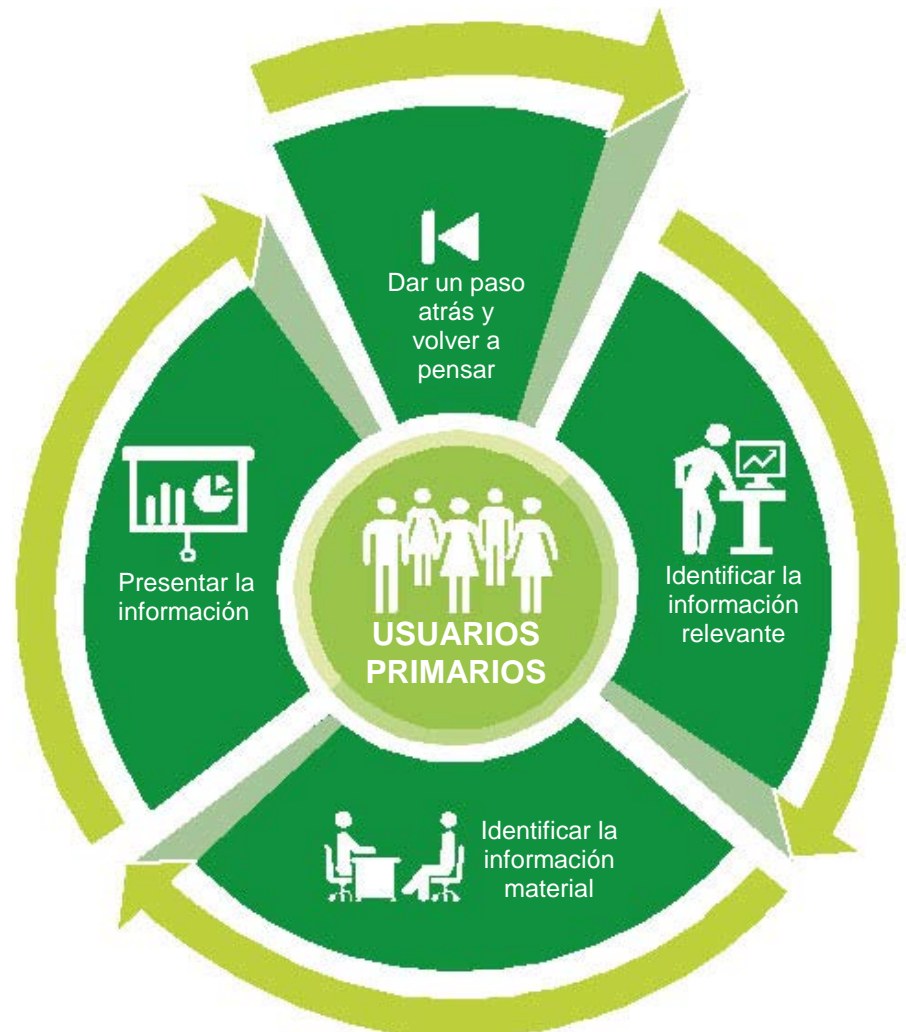 Dar un paso
atrás y
volver a
pensar
Identificar la
información
relevante
Identificar la
información
material
Presentar la
información
USUARIOS
PRIMARIOS